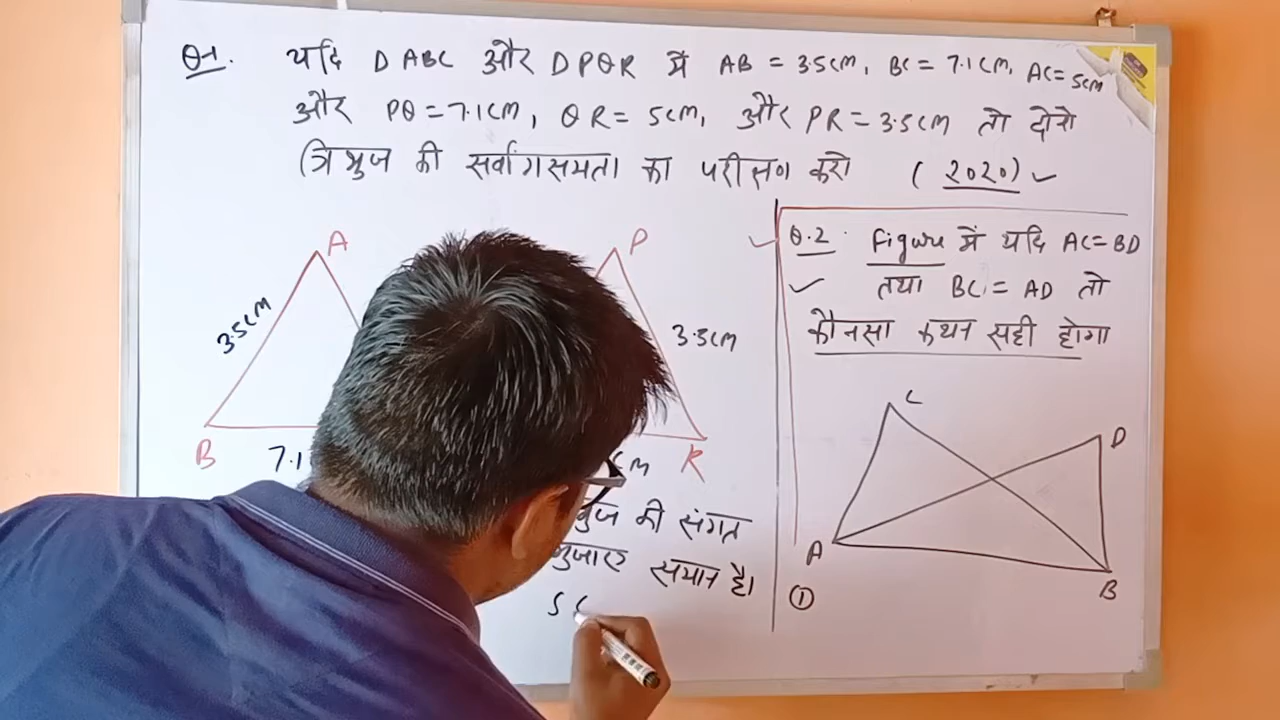 Q.1. यदि D ABC और D PQR में AB = 3.5CM, BC = 7.1CM, AC = 5CM
और PQ = 7.1CM, QR = 5CM, और PR = 3.5CM तो दोनो
त्रिभुज की सर्वांगसमता का परीक्षण करो (2020)
A
3.5CM
B
7.1
P
3.5CM
R
CM
की संगत
भुजाए समान है।
S
Q.2. Figure में यदि AC = BD
तथा BC = AD तो
कौनसा कथन सही होगा
C
D
A
B
①